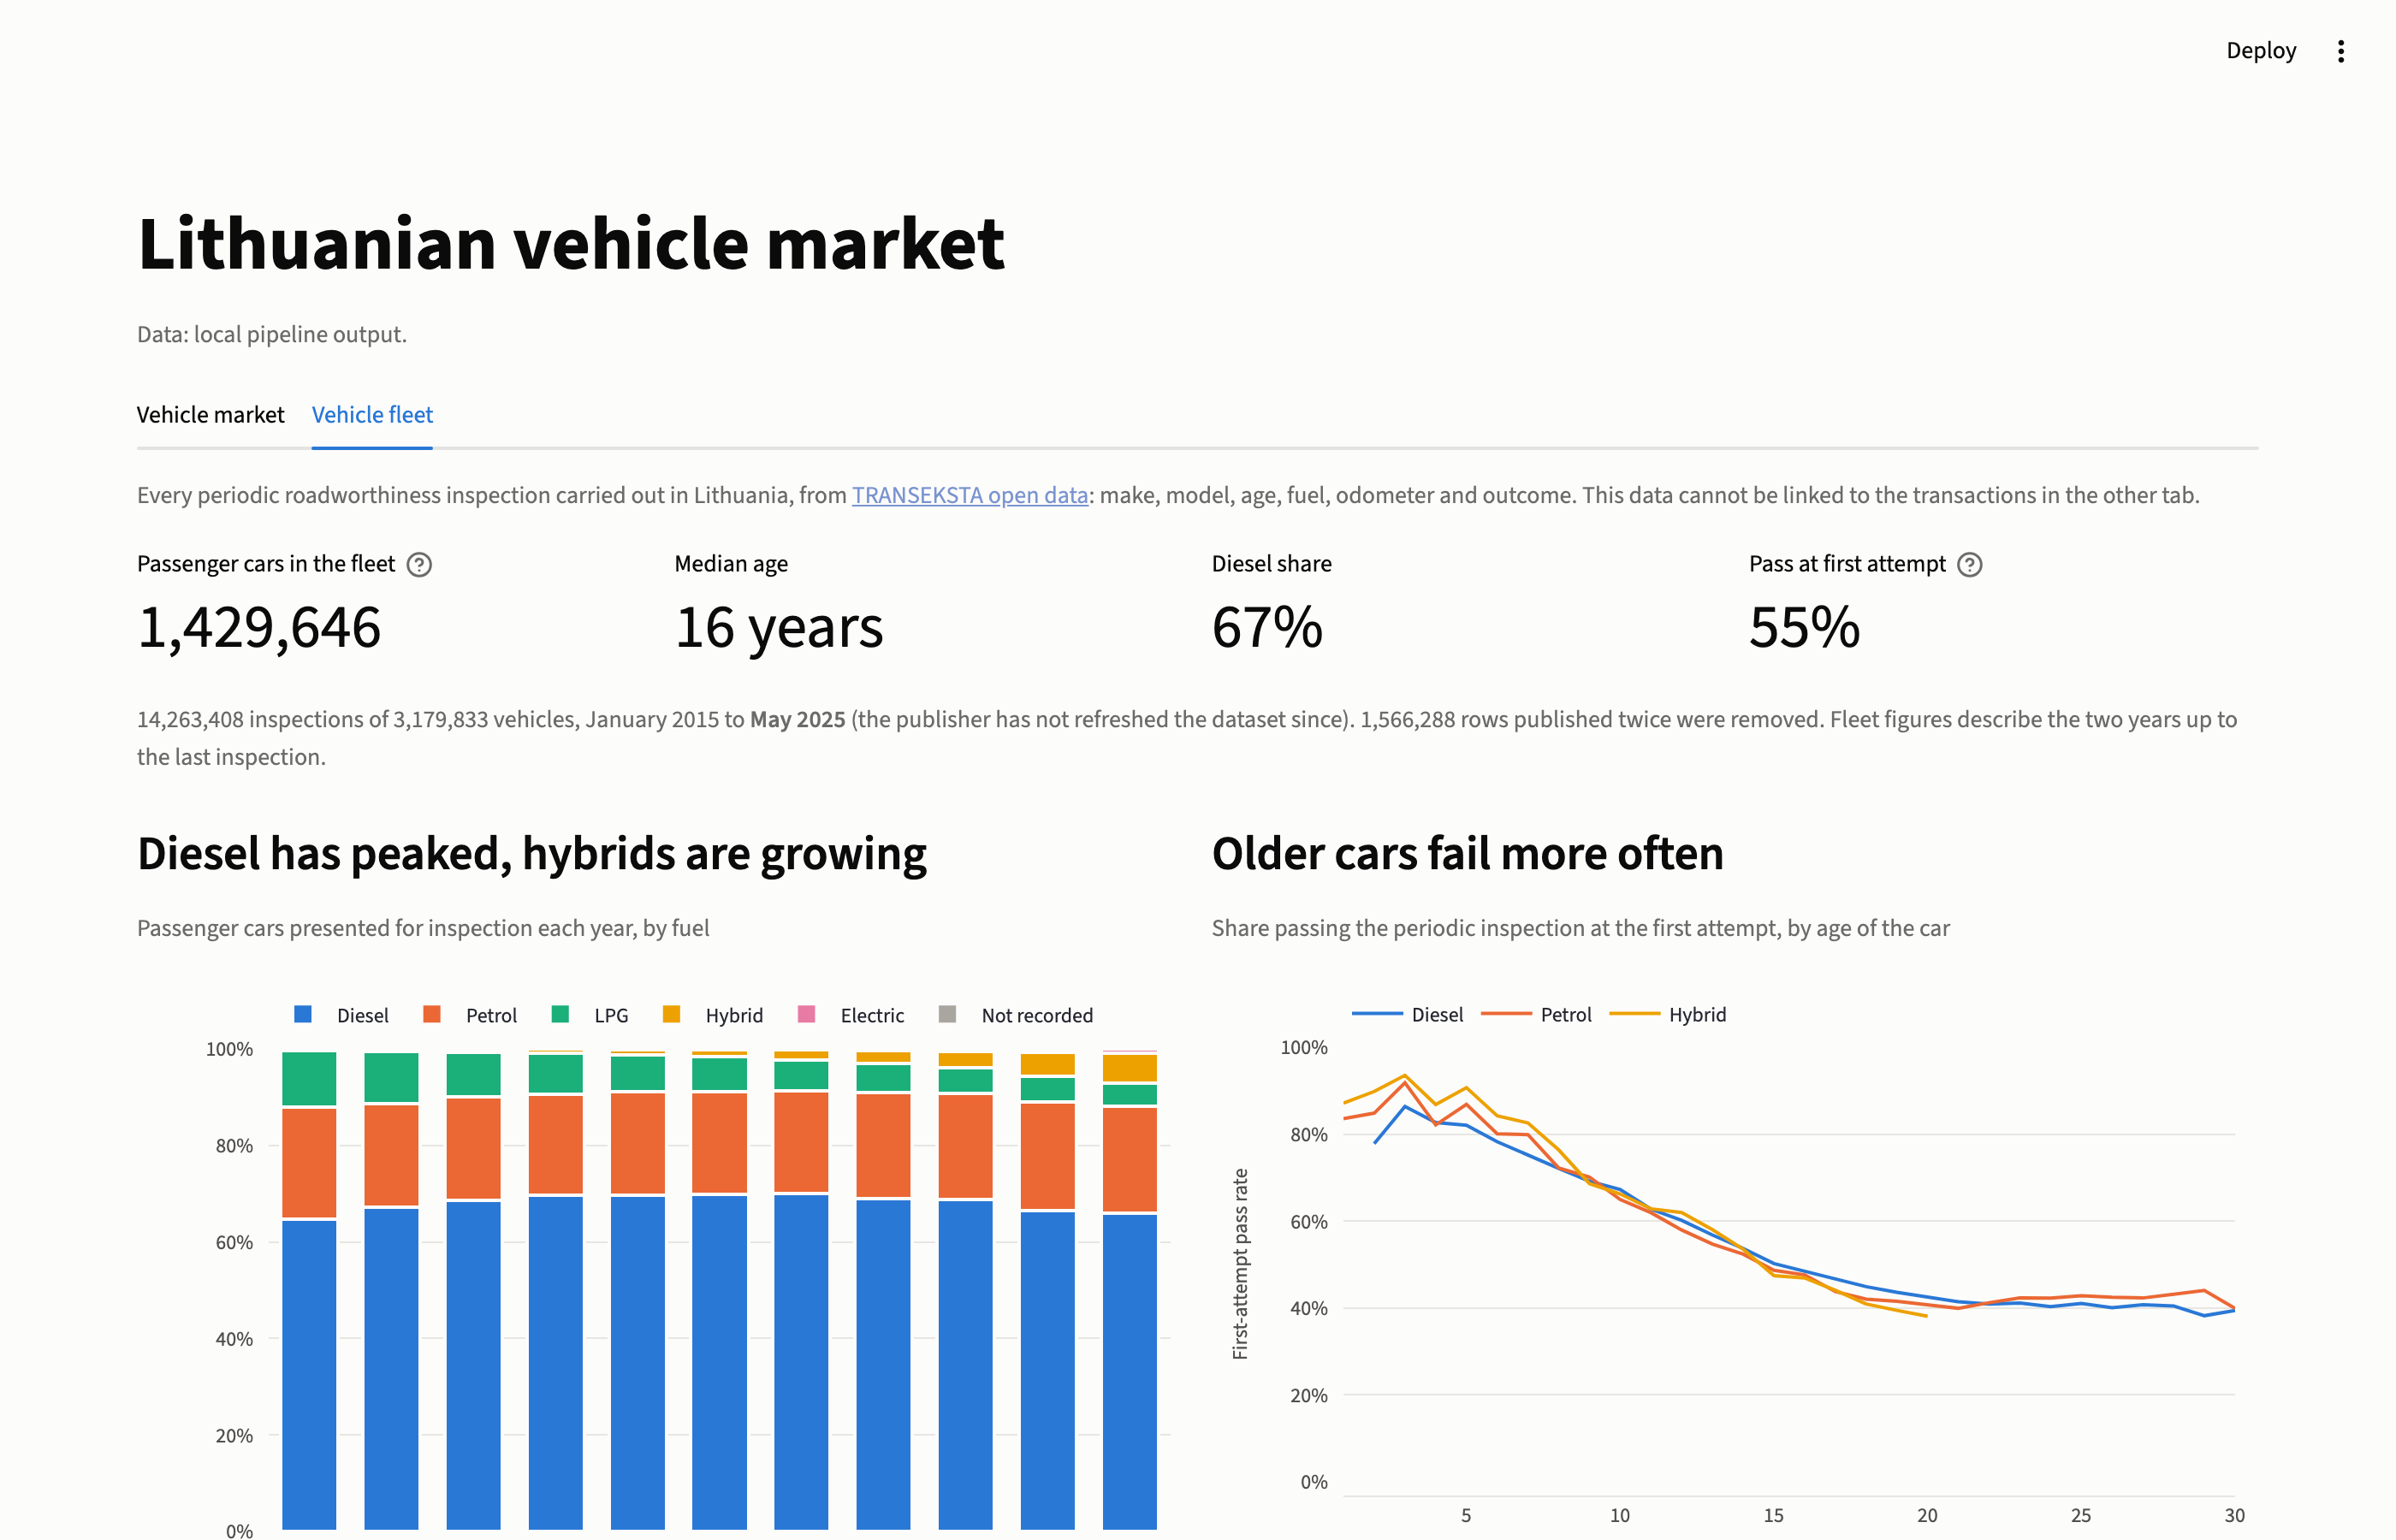 Deploy
Lithuanian vehicle market
Data: local pipeline output.
Vehicle market
Vehicle fleet
Every periodic roadworthiness inspection carried out in Lithuania, from TRANSEKSTA open data: make, model, age, fuel, odometer and outcome. This data cannot be linked to the transactions in the other tab.
Passenger cars in the fleet
1,429,646
Median age
16 years
Diesel share
67%
Pass at first attempt
55%
14,263,408 inspections of 3,179,833 vehicles, January 2015 to May 2025 (the publisher has not refreshed the dataset since). 1,566,288 rows published twice were removed. Fleet figures describe the two years up to
the last inspection.
Diesel has peaked, hybrids are growing
Passenger cars presented for inspection each year, by fuel
Diesel Petrol LPG Hybrid Electric Not recorded
100%
80%
60%
40%
20%
0%
Older cars fail more often
Share passing the periodic inspection at the first attempt, by age of the car
Diesel Petrol Hybrid
First-attempt pass rate
100%
80%
60%
40%
20%
0%
5 10 15 20 25 30